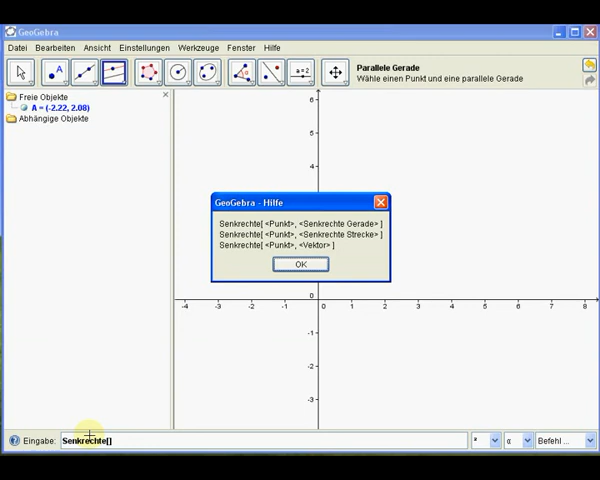 GeoGebra
Datei Bearbeiten Ansicht Einstellungen Werkzeuge Fenster Hilfe
A α a=2
Parallele Gerade
Wähle einen Punkt und eine parallele Gerade
Freie Objekte
A = (-2.22, 2.08)
Abhängige Objekte
6
5
4
GeoGebra - Hilfe
Senkrechte[ <Punkt>, <Senkrechte Gerade> ]
Senkrechte[ <Punkt>, <Senkrechte Strecke> ]
Senkrechte[ <Punkt>, <Vektor> ]
OK
0
-4 -3 -2 -1 0 1 2 3 4 5 6 7 8
-1
-2
-3
Eingabe: Senkrechte[] ² α Befehl ...